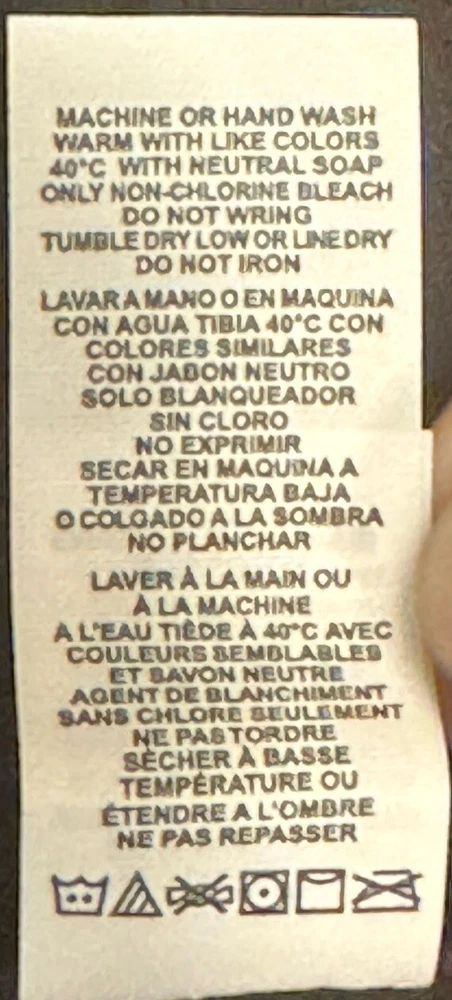 MACHINE OR HAND WASH
WARM WITH LIKE COLORS
40°C WITH NEUTRAL SOAP
ONLY NON-CHLORINE BLEACH
DO NOT WRING
TUMBLE DRY LOW OR LINE DRY
DO NOT IRON
LAVAR A MANO O EN MAQUINA
CON AGUA TIBIA 40°C CON
COLORES SIMILARES
CON JABON NEUTRO
SOLO BLANQUEADOR
SIN CLORO
NO EXPRIMIR
SECAR EN MAQUINA A
TEMPERATURA BAJA
O COLGADO A LA SOMBRA
NO PLANCHAR
LAVER À LA MAIN OU
À LA MACHINE
A L'EAU TIÈDE À 40°C AVEC
COULEURS SEMBLABLES
ET SAVON NEUTRE
AGENT DE BLANCHIMENT
SANS CHLORE SEULEMENT
NE PAS TORDRE
SÉCHER À BASSE
TEMPÉRATURE OU
ÉTENDRE A L'OMBRE
NE PAS REPASSER